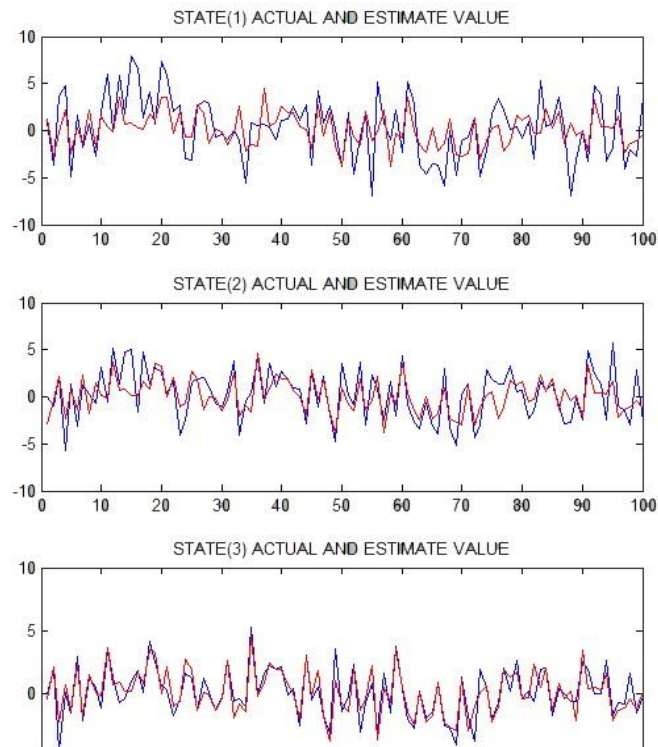 STATE(1) ACTUAL AND ESTIMATE VALUE
10
5
0
-5
-10
0 10 20 30 40 50 60 70 80 90 100
STATE(2) ACTUAL AND ESTIMATE VALUE
10
5
0
-5
-10
0 10 20 30 40 50 60 70 80 90 100
STATE(3) ACTUAL AND ESTIMATE VALUE
10
5
0